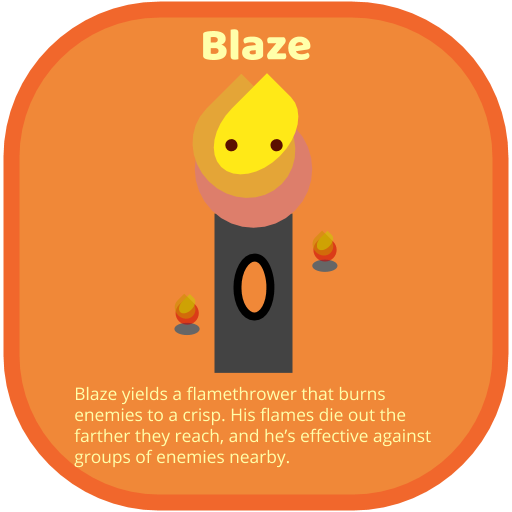 Blaze
Blaze yields a flamethrower that burns
enemies to a crisp. His flames die out the
farther they reach, and he's effective against
groups of enemies nearby.